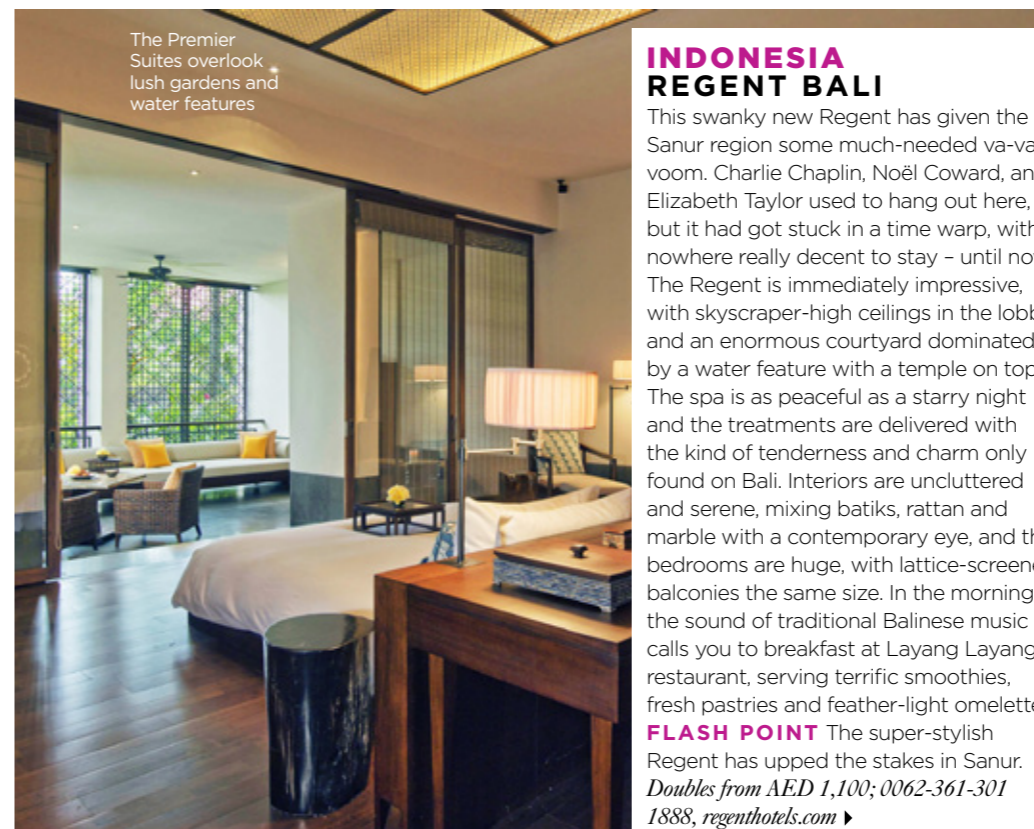 The Premier
Suites overlook
lush gardens and
water features
INDONESIA
REGENT BALI
This swanky new Regent has given the
Sanur region some much-needed va-va
voom. Charlie Chaplin, Noël Coward, an
Elizabeth Taylor used to hang out here,
but it had got stuck in a time warp, with
nowhere really decent to stay – until no
The Regent is immediately impressive,
with skyscraper-high ceilings in the lobb
and an enormous courtyard dominated
by a water feature with a temple on top
The spa is as peaceful as a starry night
and the treatments are delivered with
the kind of tenderness and charm only
found on Bali. Interiors are uncluttered
and serene, mixing batiks, rattan and
marble with a contemporary eye, and th
bedrooms are huge, with lattice-screene
balconies the same size. In the morning
the sound of traditional Balinese music
calls you to breakfast at Layang Layang
restaurant, serving terrific smoothies,
fresh pastries and feather-light omelette
FLASH POINT The super-stylish
Regent has upped the stakes in Sanur.
Doubles from AED 1,100; 0062-361-301
1888, regenthotels.com